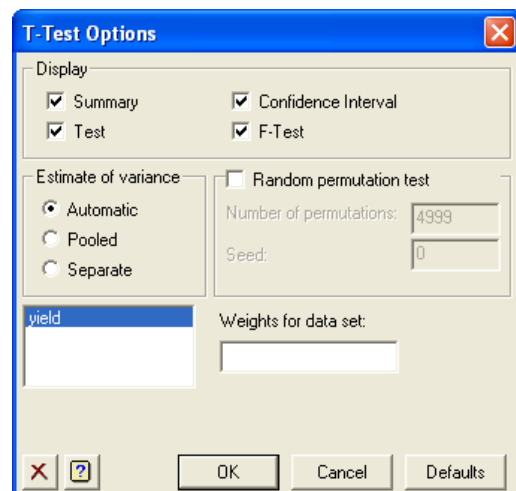 T-Test Options
Display
Summary
Confidence Interval
Test
F-Test
Estimate of variance
Automatic
Pooled
Separate
Random permutation test
Number of permutations: 4999
Seed: 0
yield
Weights for data set:
OK
Cancel
Defaults